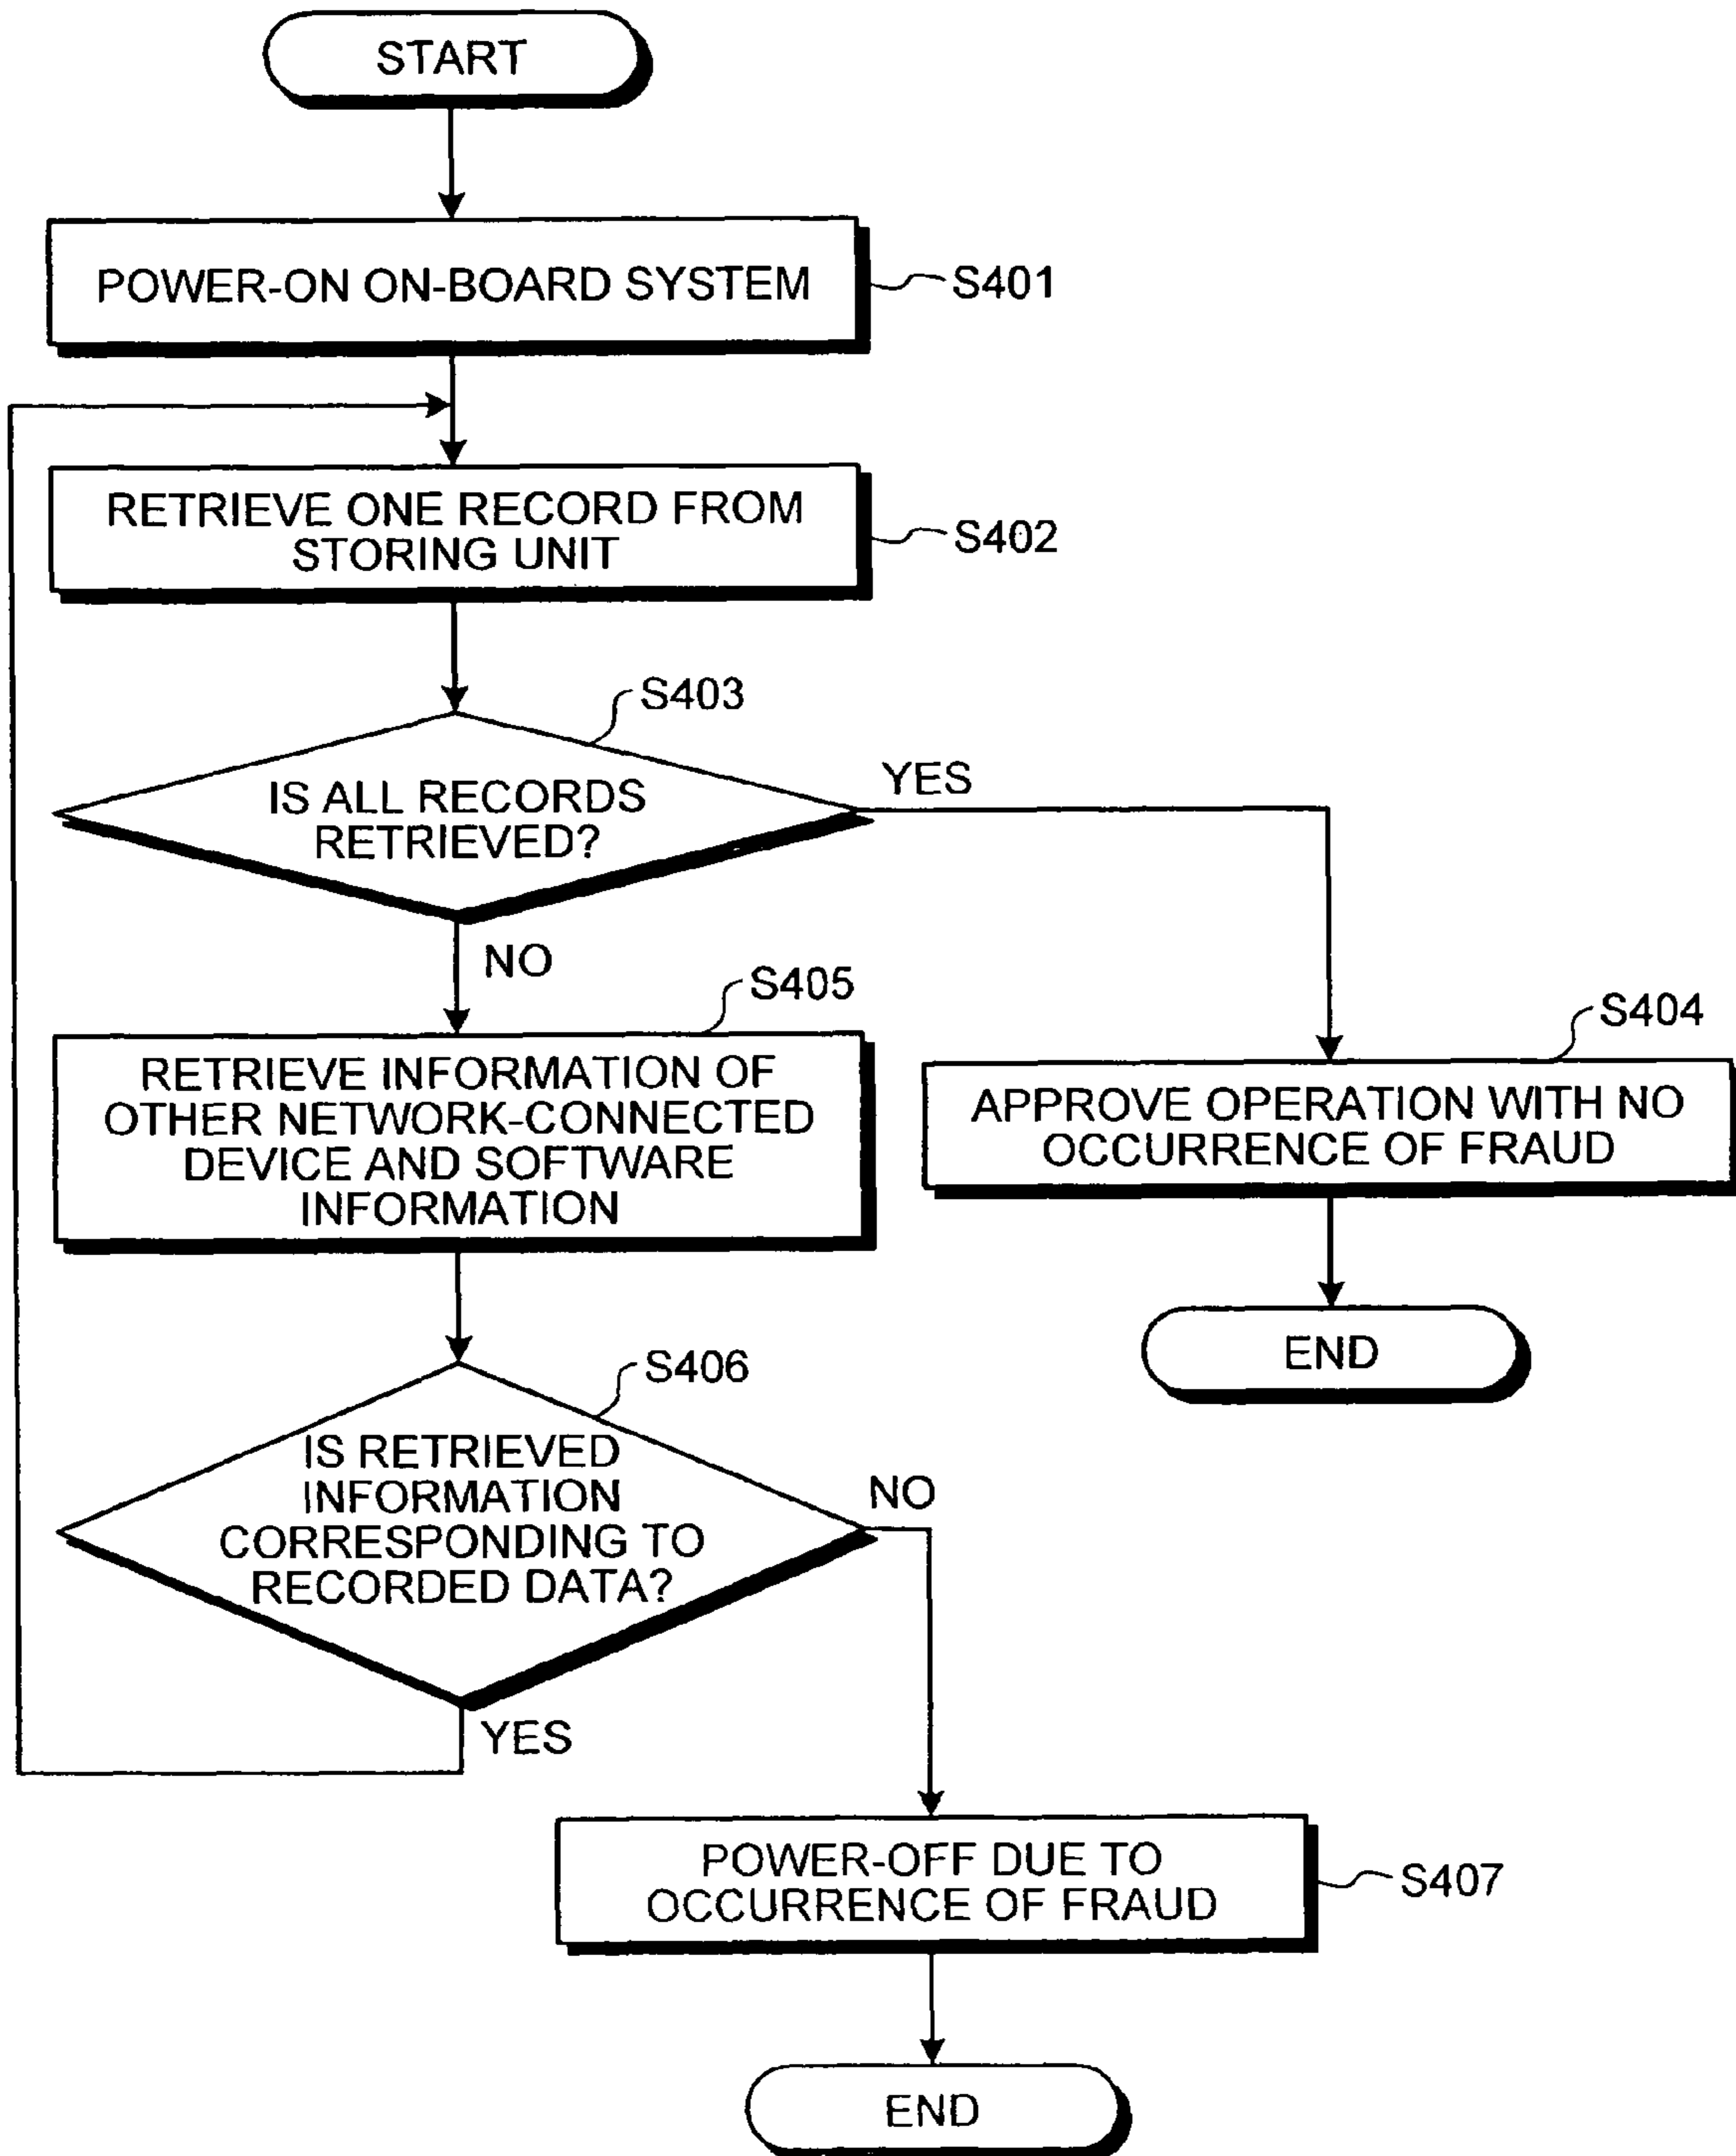 START
POWER-ON ON-BOARD SYSTEM
S401
RETRIEVE ONE RECORD FROM
STORING UNIT
S402
S403
IS ALL RECORDS
RETRIEVED?
YES
NO
S405
RETRIEVE INFORMATION OF
OTHER NETWORK-CONNECTED
DEVICE AND SOFTWARE
INFORMATION
S404
APPROVE OPERATION WITH NO
OCCURRENCE OF FRAUD
END
S406
IS RETRIEVED
INFORMATION
CORRESPONDING TO
RECORDED DATA?
NO
YES
POWER-OFF DUE TO
OCCURRENCE OF FRAUD
S407
END